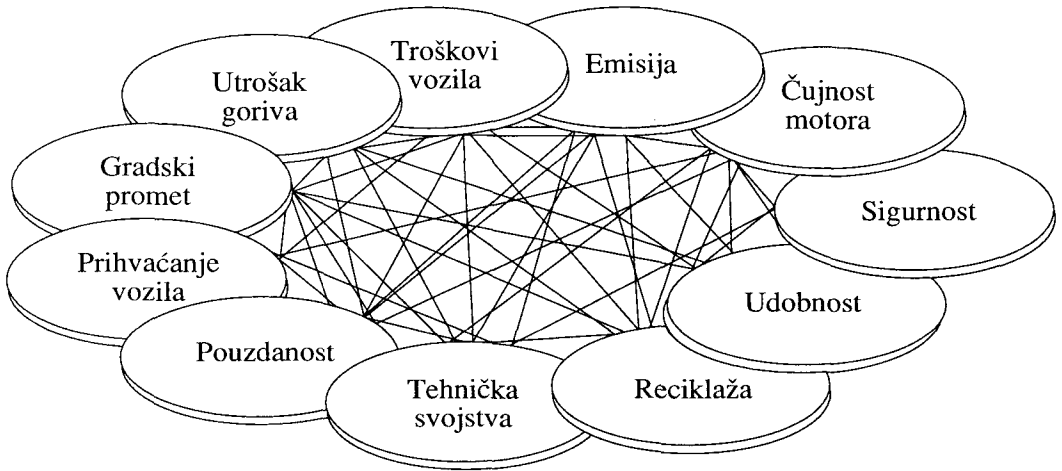 Troškovi
vozila
Emisija
Utrošak
goriva
Čujnost
motora
Gradski
promet
Sigurnost
Prihvaćanje
vozila
Udobnost
Pouzdanost
Tehnička
svojstva
Reciklaža